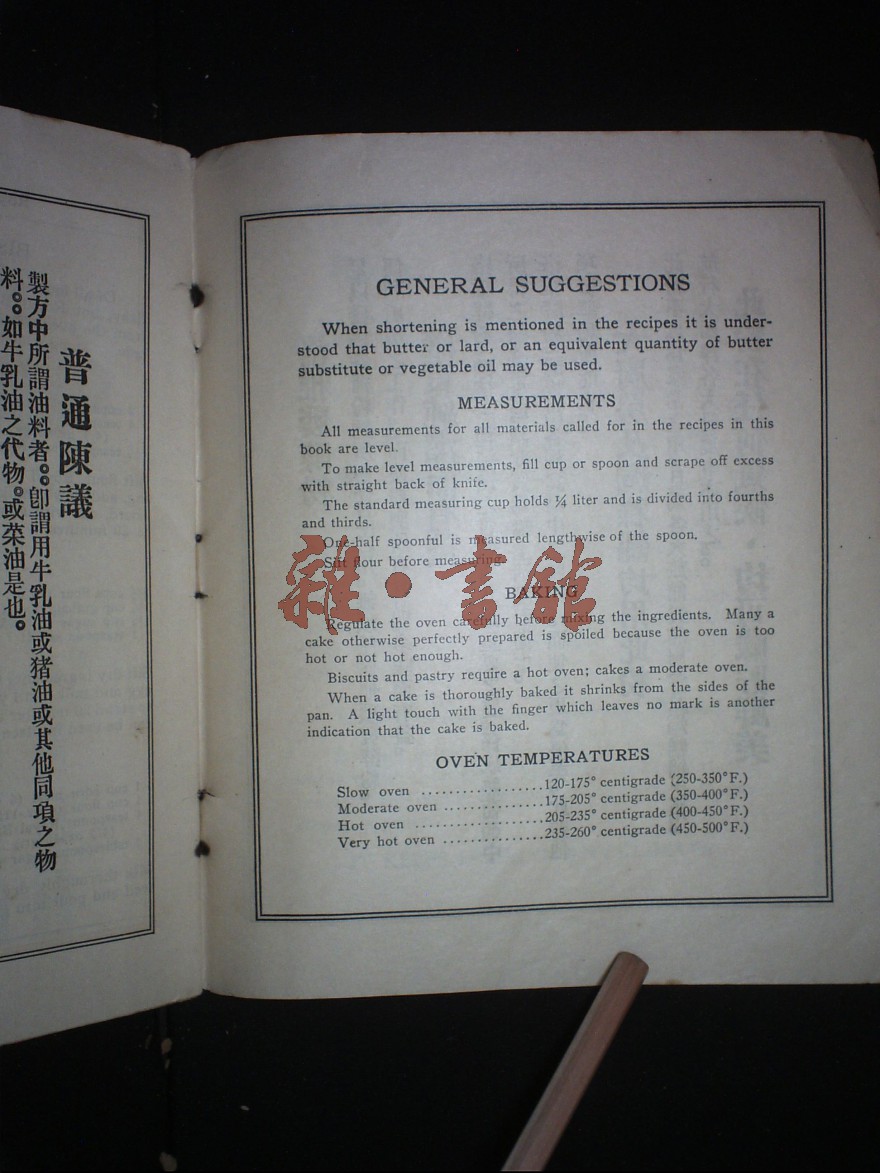 普通陳議
製方中所謂油料者。。卽謂用牛乳油或猪油或其他同項之物
料。。如牛乳油之代物。或菜油是也。
GENERAL SUGGESTIONS
When shortening is mentioned in the recipes it is under-
stood that butter or lard, or an equivalent quantity of butter
substitute or vegetable oil may be used.
MEASUREMENTS
All measurements for all materials called for in the recipes in this
book are level.
To make level measurements, fill cup or spoon and scrape off excess
with straight back of knife.
The standard measuring cup holds ¼ liter and is divided into fourths
and thirds.
One-half spoonful is measured lengthwise of the spoon.
Sift flour before measuring.
雜·書館
BAKING
Regulate the oven carefully before mixing the ingredients. Many a
cake otherwise perfectly prepared is spoiled because the oven is too
hot or not hot enough.
Biscuits and pastry require a hot oven; cakes a moderate oven.
When a cake is thoroughly baked it shrinks from the sides of the
pan. A light touch with the finger which leaves no mark is another
indication that the cake is baked.
OVEN TEMPERATURES
Slow oven .................120-175° centigrade (250-350°F.)
Moderate oven ..............175-205° centigrade (350-400°F.)
Hot oven ..................205-235° centigrade (400-450°F.)
Very hot oven ..............235-260° centigrade (450-500°F.)